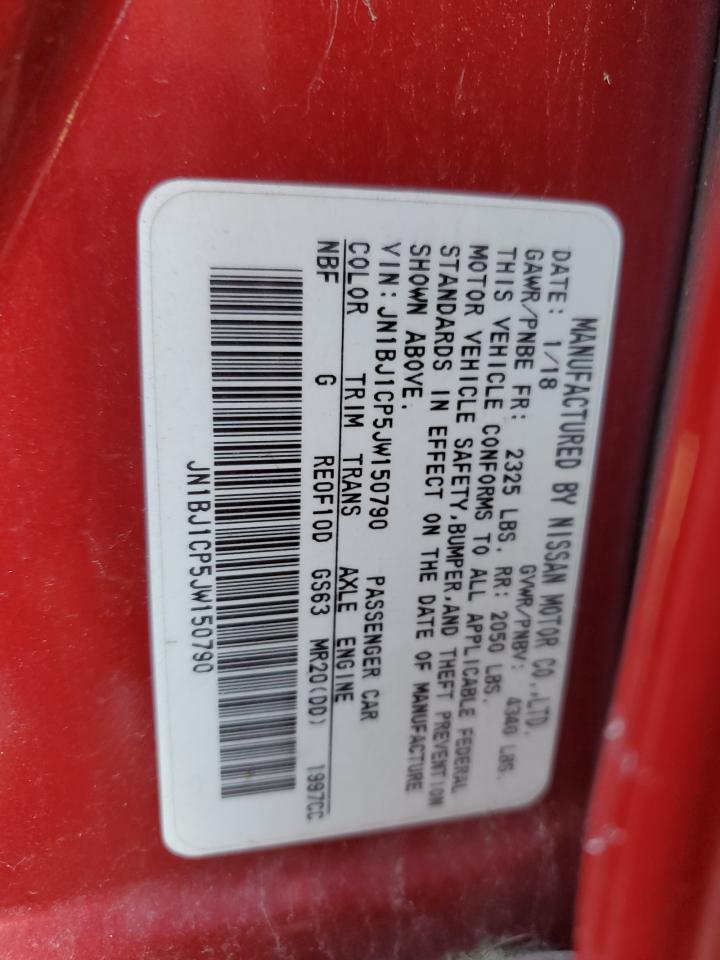 MANUFACTURED BY NISSAN MOTOR CO.,LTD.
DATE: 1/18 GVWR/PNBV: 4340 LBS.
GAWR/PNBE FR: 2325 LBS. RR: 2050 LBS.
THIS VEHICLE CONFORMS TO ALL APPLICABLE FEDERAL
MOTOR VEHICLE SAFETY,BUMPER,AND THEFT PREVENTION
STANDARDS IN EFFECT ON THE DATE OF MANUFACTURE
SHOWN ABOVE.
VIN: JN1BJ1CP5JW150790 PASSENGER CAR
COLOR TRIM TRANS AXLE ENGINE
NBF G RE0F10D GS63 MR20(DD) 1997CC
JN1BJ1CP5JW150790